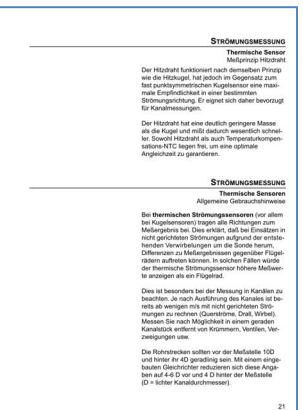 STRÖMUNGSMESSUNG
Thermische Sensor
Meßprinzip Hitzdraht
Der Hitzdraht funktioniert nach demselben Prinzip
wie die Hitzkugel, hat jedoch im Gegensatz zum
fast punktsymmetrischen Kugelsensor eine maxi-
male Empfindlichkeit in einer bestimmten
Strömungsrichtung. Er eignet sich daher bevorzugt
für Kanalmessungen.
Der Hitzdraht hat eine deutlich geringere Masse
als die Kugel und mißt dadurch wesentlich schnel-
ler. Sowohl Hitzdraht als auch Temperaturkompen-
sations-NTC liegen frei, um eine optimale
Angleichzeit zu garantieren.
STRÖMUNGSMESSUNG
Thermische Sensoren
Allgemeine Gebrauchshinweise
Bei thermischen Strömungssensoren (vor allem
bei Kugelsensoren) tragen alle Richtungen zum
Meßergebnis bei. Dies erklärt, daß bei Einsätzen in
nicht gerichteten Strömungen aufgrund der entste-
henden Verwirbelungen um die Sonde herum,
Differenzen zu Meßergebnissen gegenüber Flügel-
rädern auftreten können. In solchen Fällen würde
der thermische Strömungssensor höhere Meßwer-
te anzeigen als ein Flügelrad.
Dies ist besonders bei der Messung in Kanälen zu
beachten. Je nach Ausführung des Kanales ist be-
reits ab wenigen m/s mit nicht gerichteten Strö-
mungen zu rechnen (Querströme, Drall, Wirbel).
Messen Sie nach Möglichkeit in einem geraden
Kanalstück entfernt von Krümmern, Ventilen, Ver-
zweigungen usw.
Die Rohrstrecken sollten vor der Meßstelle 10D
und hinter ihr 4D geradlinig sein. Mit einem einge-
bauten Gleichrichter reduzieren sich diese Anga-
ben auf 4-6 D vor und 4 D hinter der Meßstelle
(D = lichter Kanaldurchmesser).
21